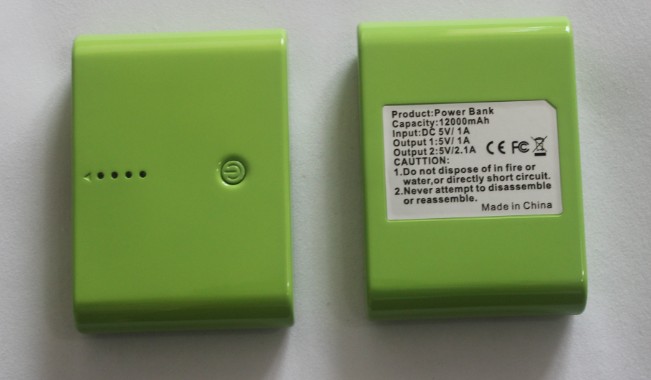 Product:Power Bank
Capacity:12000mAh
Input:DC 5V/ 1A
Output 1:5V/ 1A
Output 2:5V/2.1A
CAUTTION:
1.Do not dispose of in fire or
water,or directly short circuit.
2.Never attempt to disassemble
or reassemble.
Made in China